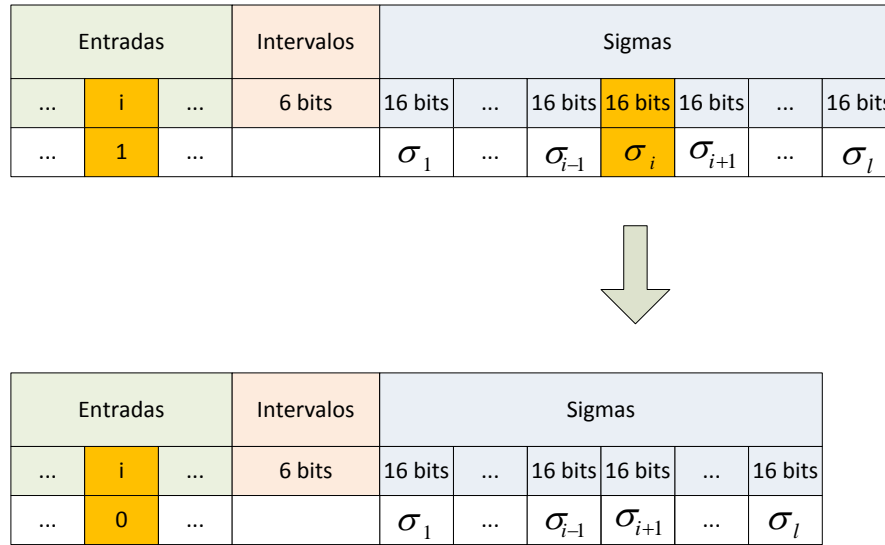 Entradas Intervalos Sigmas
... i ... 6 bits 16 bits ... 16 bits 16 bits 16 bits ... 16 bits
... 1 ... σ₁ ... σᵢ₋₁ σᵢ σᵢ₊₁ ... σₗ
Entradas Intervalos Sigmas
... i ... 6 bits 16 bits ... 16 bits 16 bits ... 16 bits
... 0 ... σ₁ ... σᵢ₋₁ σᵢ₊₁ ... σₗ